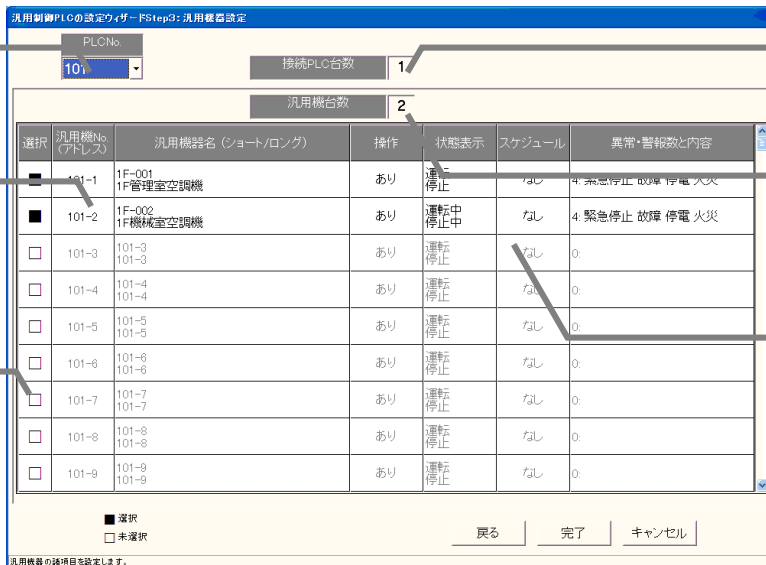 汎用制御PLCの設定ウィザードStep3: 汎用機器設定
PLCNo.
101
接続PLC台数 1
汎用機台数 2
選択 汎用機No.(アドレス) 汎用機器名 (ショート/ロング) 操作 状態表示 スケジュール 異常・警報数と内容
101-1 1F-001 あり 運転 なし 4: 緊急停止 故障 停電 火災
1F管理室空調機 停止
101-2 1F-002 あり 運転中 なし 4: 緊急停止 故障 停電 火災
1F機械室空調機 停止中
101-3 101-3 あり 運転 なし 0:
101-3 停止
101-4 101-4 あり 運転 なし 0:
101-4 停止
101-5 101-5 あり 運転 なし 0:
101-5 停止
101-6 101-6 あり 運転 なし 0:
101-6 停止
101-7 101-7 あり 運転 なし 0:
101-7 停止
101-8 101-8 あり 運転 なし 0:
101-8 停止
101-9 101-9 あり 運転 なし 0:
101-9 停止
■ 選択
□ 未選択
戻る 完了 キャンセル
汎用機器の諸項目を設定します。